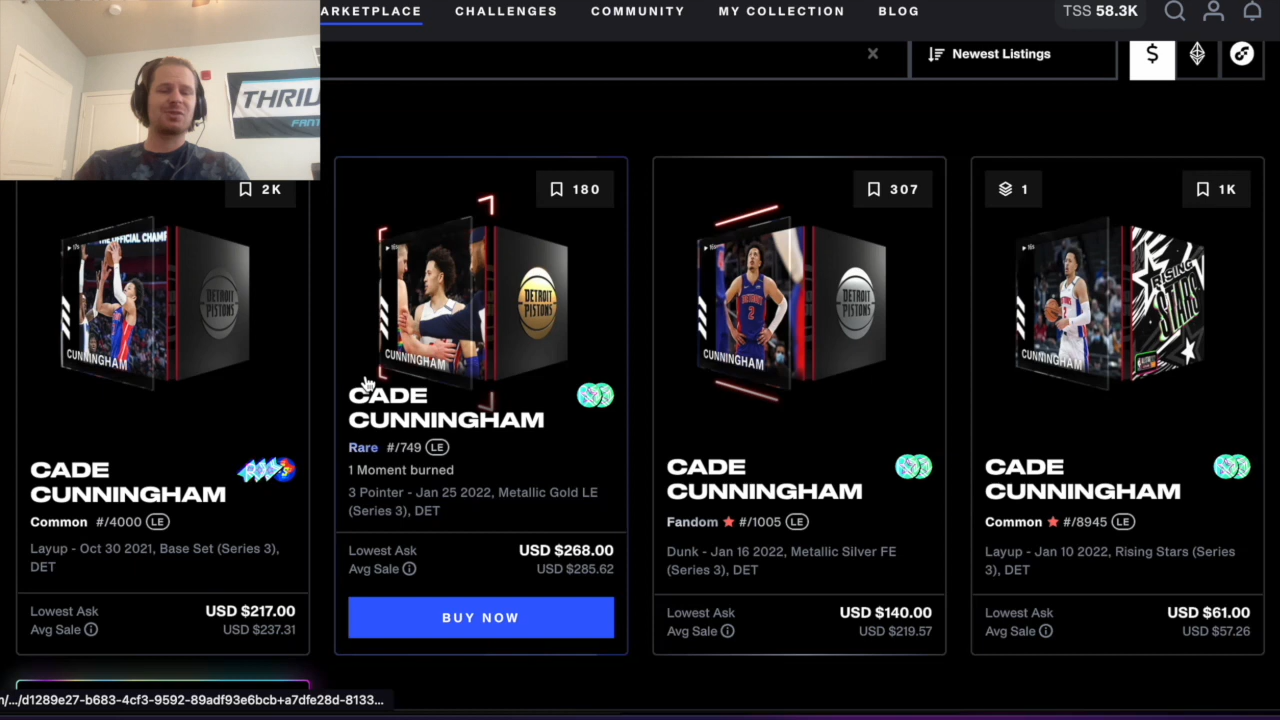 ARKETPLACE
CHALLENGES
COMMUNITY
MY COLLECTION
BLOG
TSS 58.3K
Newest Listings
$
THRIL
FANT
2K
CUNNINGHAM
DETROIT
PISTONS
CADE
CUNNINGHAM
Common #/4000 LE
Layup - Oct 30 2021, Base Set (Series 3),
DET
Lowest Ask USD $217.00
Avg Sale USD $237.31
180
CUNNINGHAM
DETROIT
PISTONS
CADE
CUNNINGHAM
Rare #/749 LE
1 Moment burned
3 Pointer - Jan 25 2022, Metallic Gold LE
(Series 3), DET
Lowest Ask USD $268.00
Avg Sale USD $285.62
BUY NOW
307
CUNNINGHAM
DETROIT
PISTONS
CADE
CUNNINGHAM
Fandom #/1005 LE
Dunk - Jan 16 2022, Metallic Silver FE
(Series 3), DET
Lowest Ask USD $140.00
Avg Sale USD $219.57
1
1K
CUNNINGHAM
RISING
STARS
CADE
CUNNINGHAM
Common #/8945 LE
Layup - Jan 10 2022, Rising Stars (Series
3), DET
Lowest Ask USD $61.00
Avg Sale USD $57.26
n/.../d1289e27-b683-4cf3-9592-89adf93e6bcb+a7dfe28d-8133...